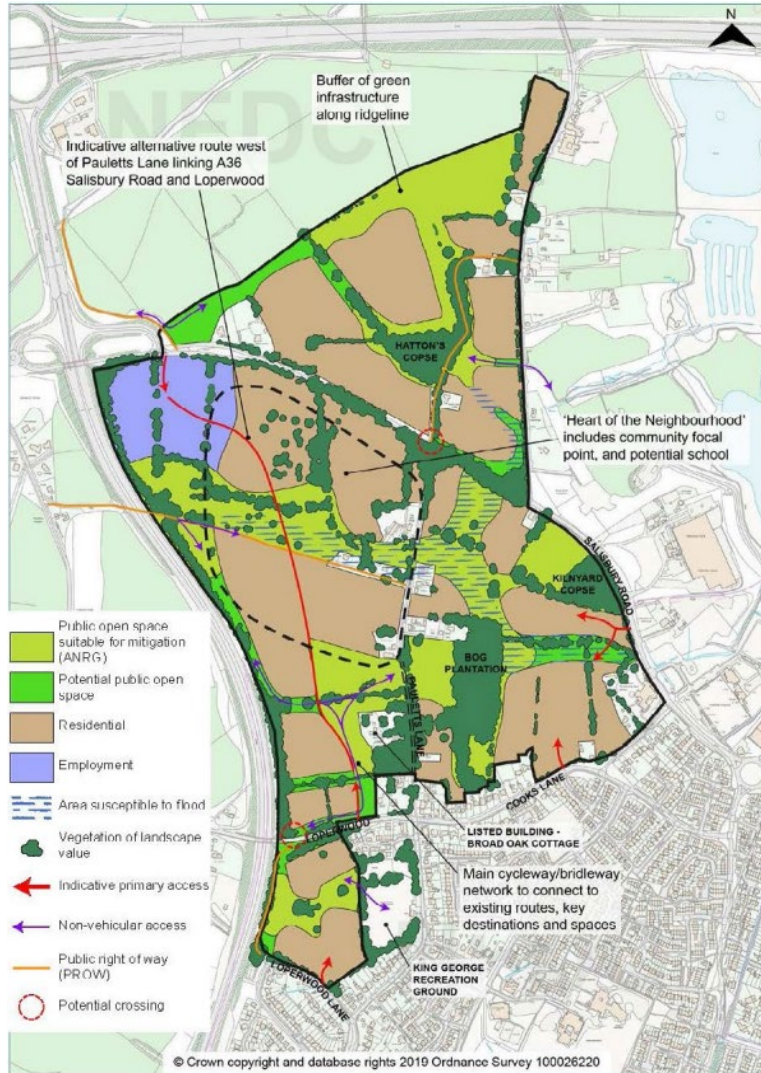 N
NFDC
Buffer of green
infrastructure
along ridgeline
Indicative alternative route west
of Pauletts Lane linking A36
Salisbury Road and Loperwood
HATTON'S
COPSE
'Heart of the Neighbourhood'
includes community focal
point, and potential school
SALISBURY ROAD
KILNYARD
COPSE
BOG
PLANTATION
PAULETTS LANE
COOKS LANE
LOPERWOOD
LISTED BUILDING -
BROAD OAK COTTAGE
Main cycleway/bridleway
network to connect to
existing routes, key
destinations and spaces
KING GEORGE
RECREATION
GROUND
LOPERWOOD LANE
Public open space
suitable for mitigation
(ANRG)
Potential public open
space
Residential
Employment
Area susceptible to flood
Vegetation of landscape
value
Indicative primary access
Non-vehicular access
Public right of way
(PROW)
Potential crossing
© Crown copyright and database rights 2019 Ordnance Survey 100026220